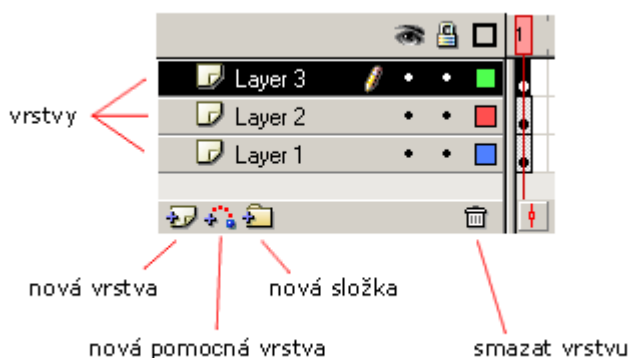 1
Layer 3
vrstvy
Layer 2
Layer 1
nová vrstva
nová složka
nová pomocná vrstva
smazat vrstvu